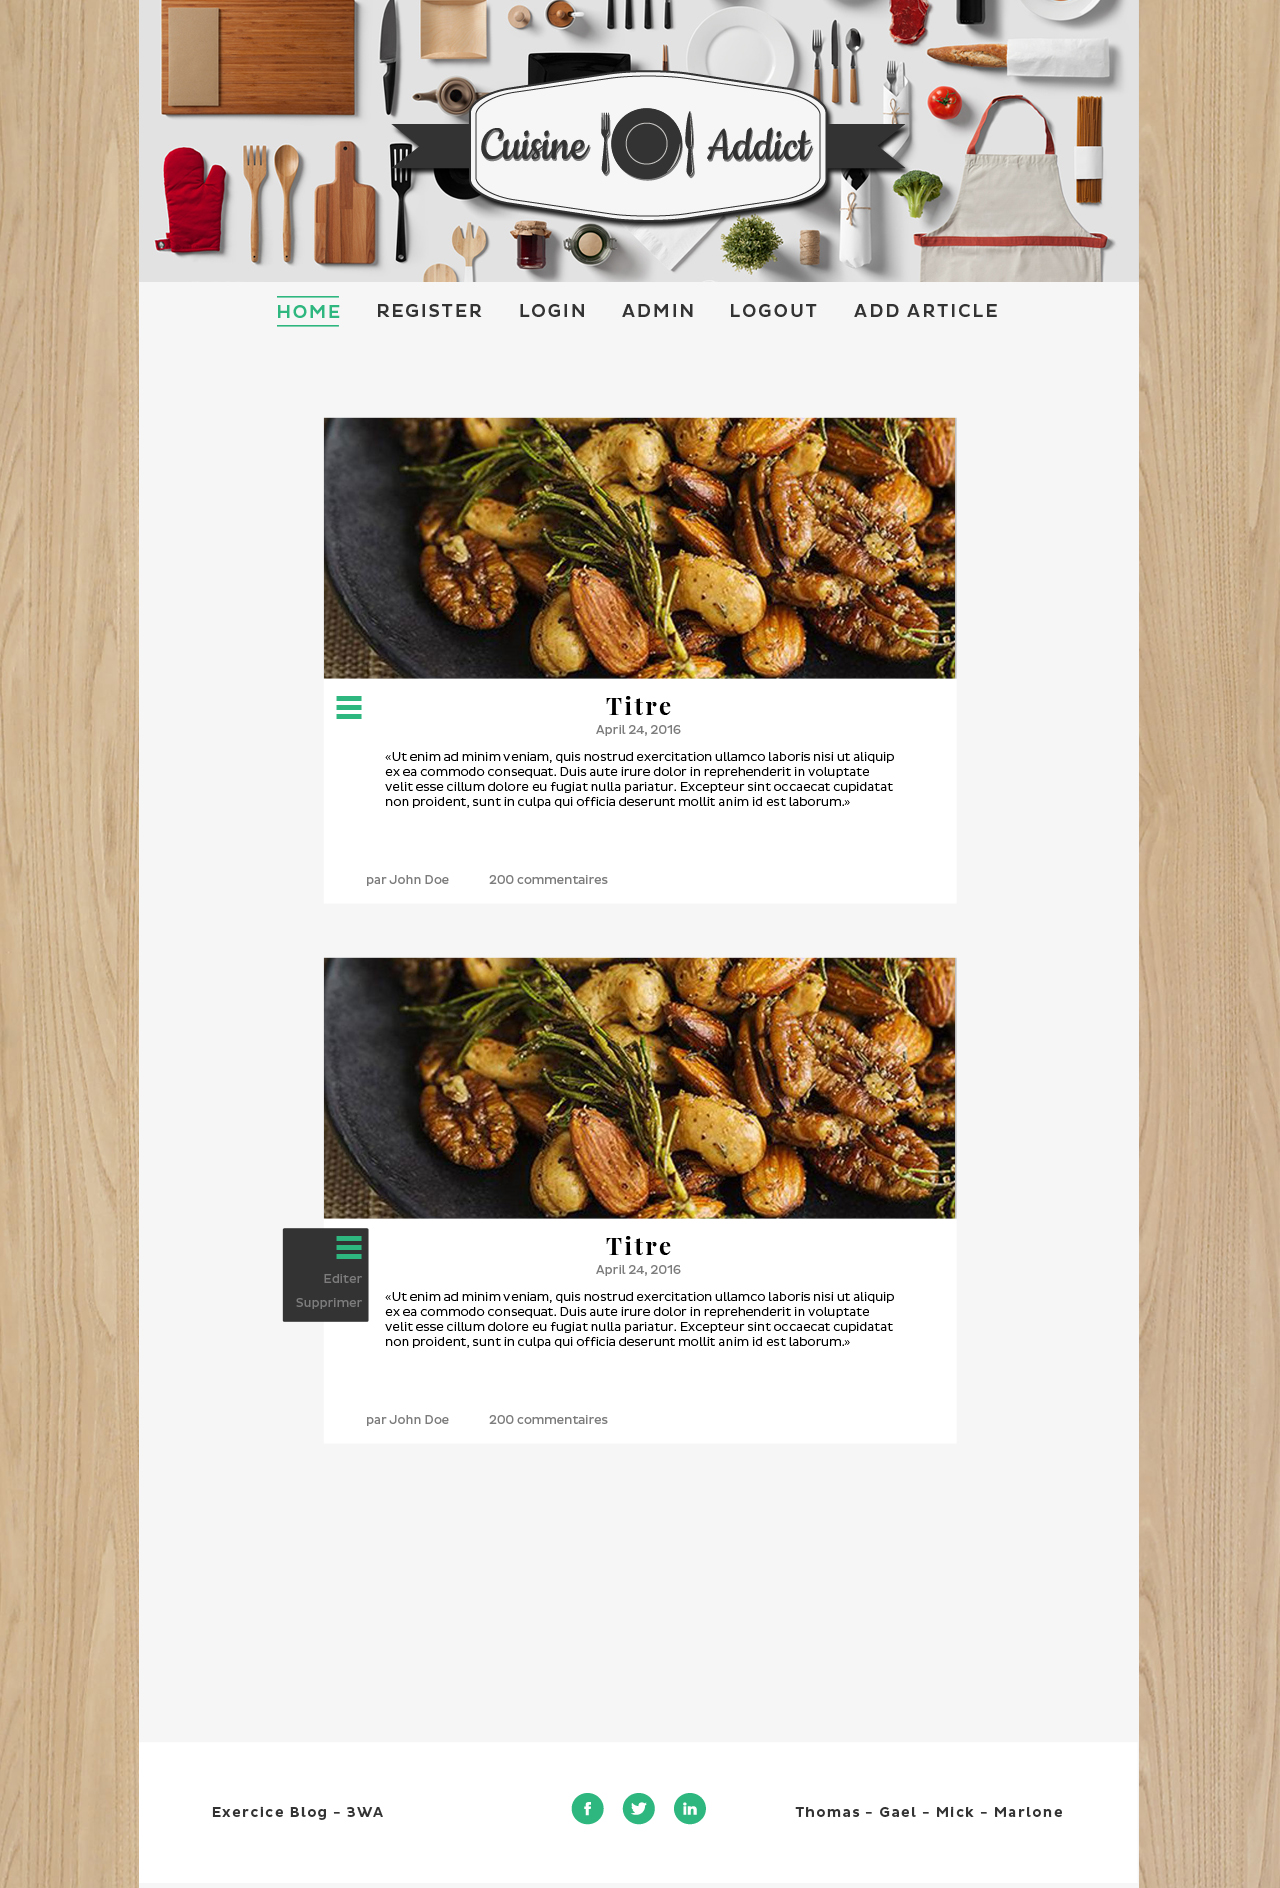 Cuisine Addict
HOME REGISTER LOGIN ADMIN LOGOUT ADD ARTICLE
Titre
April 24, 2016
«Ut enim ad minim veniam, quis nostrud exercitation ullamco laboris nisi ut aliquip
ex ea commodo consequat. Duis aute irure dolor in reprehenderit in voluptate
velit esse cillum dolore eu fugiat nulla pariatur. Excepteur sint occaecat cupidatat
non proident, sunt in culpa qui officia deserunt mollit anim id est laborum.»
par John Doe 200 commentaires
Titre
April 24, 2016
Editer
Supprimer
«Ut enim ad minim veniam, quis nostrud exercitation ullamco laboris nisi ut aliquip
ex ea commodo consequat. Duis aute irure dolor in reprehenderit in voluptate
velit esse cillum dolore eu fugiat nulla pariatur. Excepteur sint occaecat cupidatat
non proident, sunt in culpa qui officia deserunt mollit anim id est laborum.»
par John Doe 200 commentaires
Exercice Blog - 3WA
f in
Thomas - Gael - Mick - Marlone